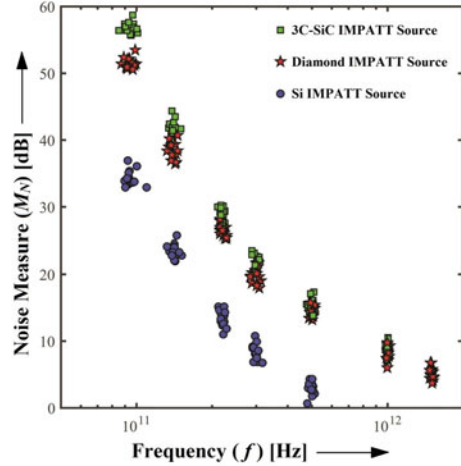 3C-SiC IMPATT Source
Diamond IMPATT Source
Si IMPATT Source
Noise Measure (M_N) [dB]
60
50
40
30
20
10
0
10¹¹
10¹²
Frequency (f) [Hz]